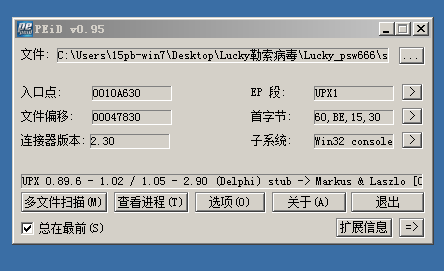 PEiD v0.95
文件: C:\Users\15pb-win7\Desktop\Lucky勒索病毒\Lucky_psw666\s ...
入口点: 0010A630 EP 段: UPX1 >
文件偏移: 00047830 首字节: 60,BE,15,30 >
连接器版本: 2.30 子系统: Win32 console
UPX 0.89.6 - 1.02 / 1.05 - 2.90 (Delphi) stub -> Markus & Laszlo [O
多文件扫描(M) 查看进程(T) 选项(O) 关于(A) 退出
总在最前(S) 扩展信息 =>